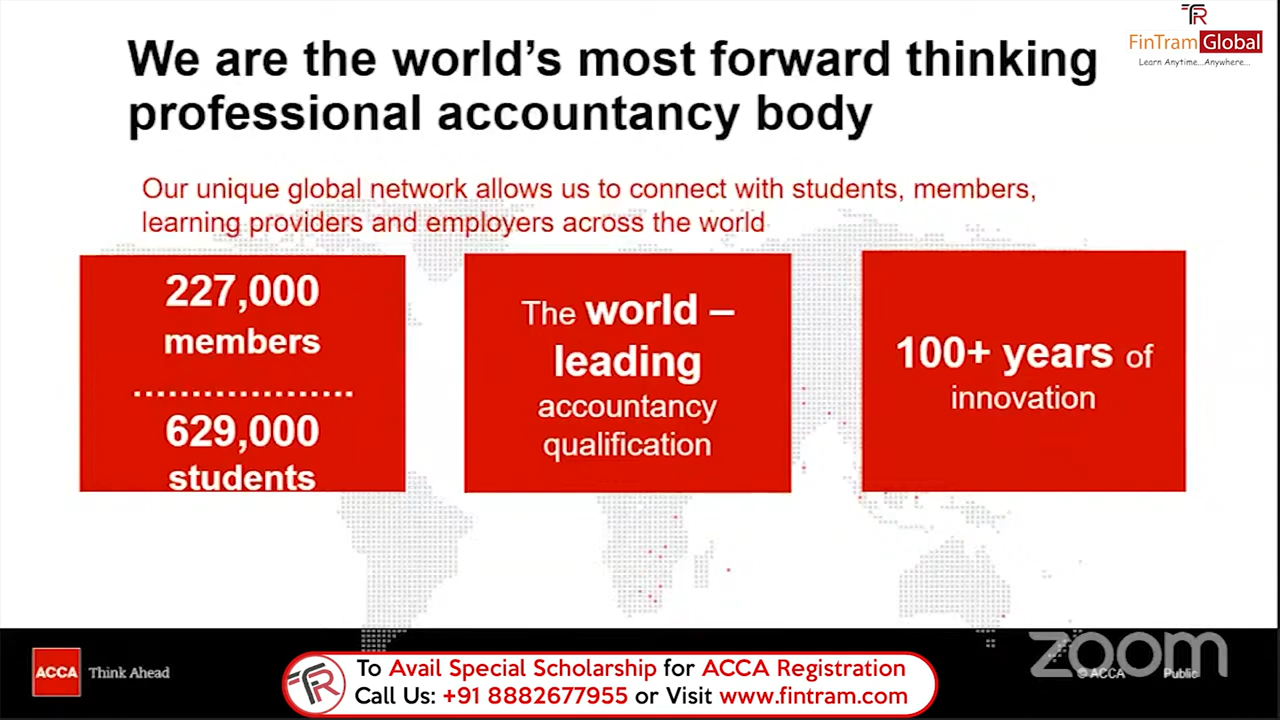 We are the world's most forward thinking
professional accountancy body
FR
FinTram Global
Learn Anytime...Anywhere...
Our unique global network allows us to connect with students, members,
learning providers and employers across the world
227,000
members
629,000
students
The world –
leading
accountancy
qualification
100+ years of
innovation
ACCA Think Ahead
zoom
© ACCA Public
FR
To Avail Special Scholarship for ACCA Registration
Call Us: +91 8882677955 or Visit www.fintram.com